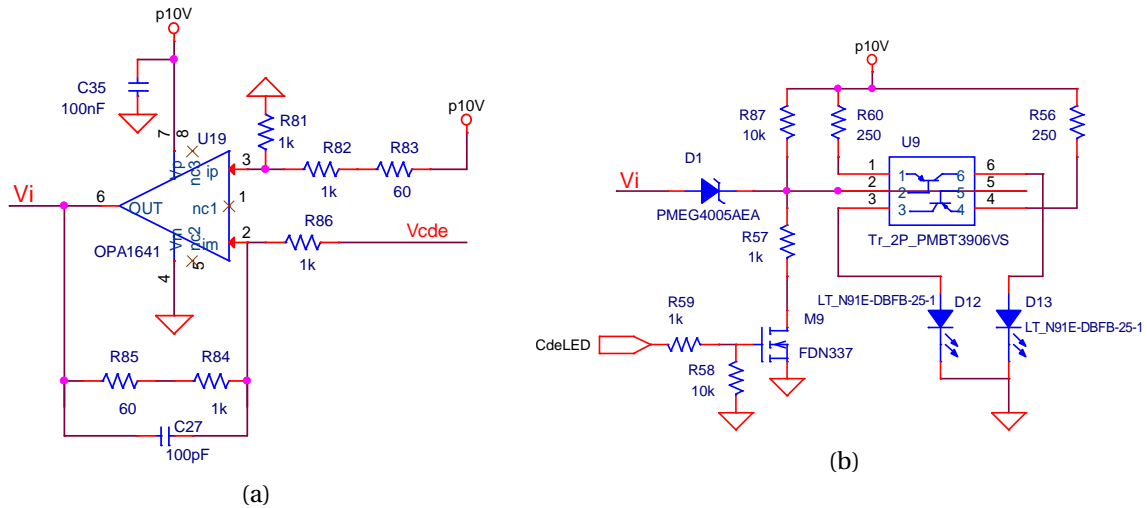 p10V
C35
100nF
7
8
U19
Vp
nc3
R81
1k
p10V
3
ip
R82
1k
R83
60
Vi
6
OUT
nc1
1
OPA1641
Vm
nc2
im
2
R86
1k
Vcde
4
5
R85
60
R84
1k
C27
100pF
(a)
p10V
R87
10k
R60
250
R56
250
U9
D1
Vi
PMEG4005AEA
1
2
3
1
2
3
6
5
4
6
5
4
Tr_2P_PMBT3906VS
R57
1k
LT_N91E-DBFB-25-1
D12
D13
LT_N91E-DBFB-25-1
R59
1k
M9
CdeLED
FDN337
R58
10k
(b)